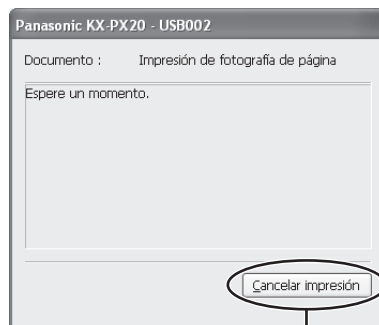 Panasonic KX-PX20 - USB002
Documento : Impresión de fotografía de página
Espere un momento.
Cancelar impresión